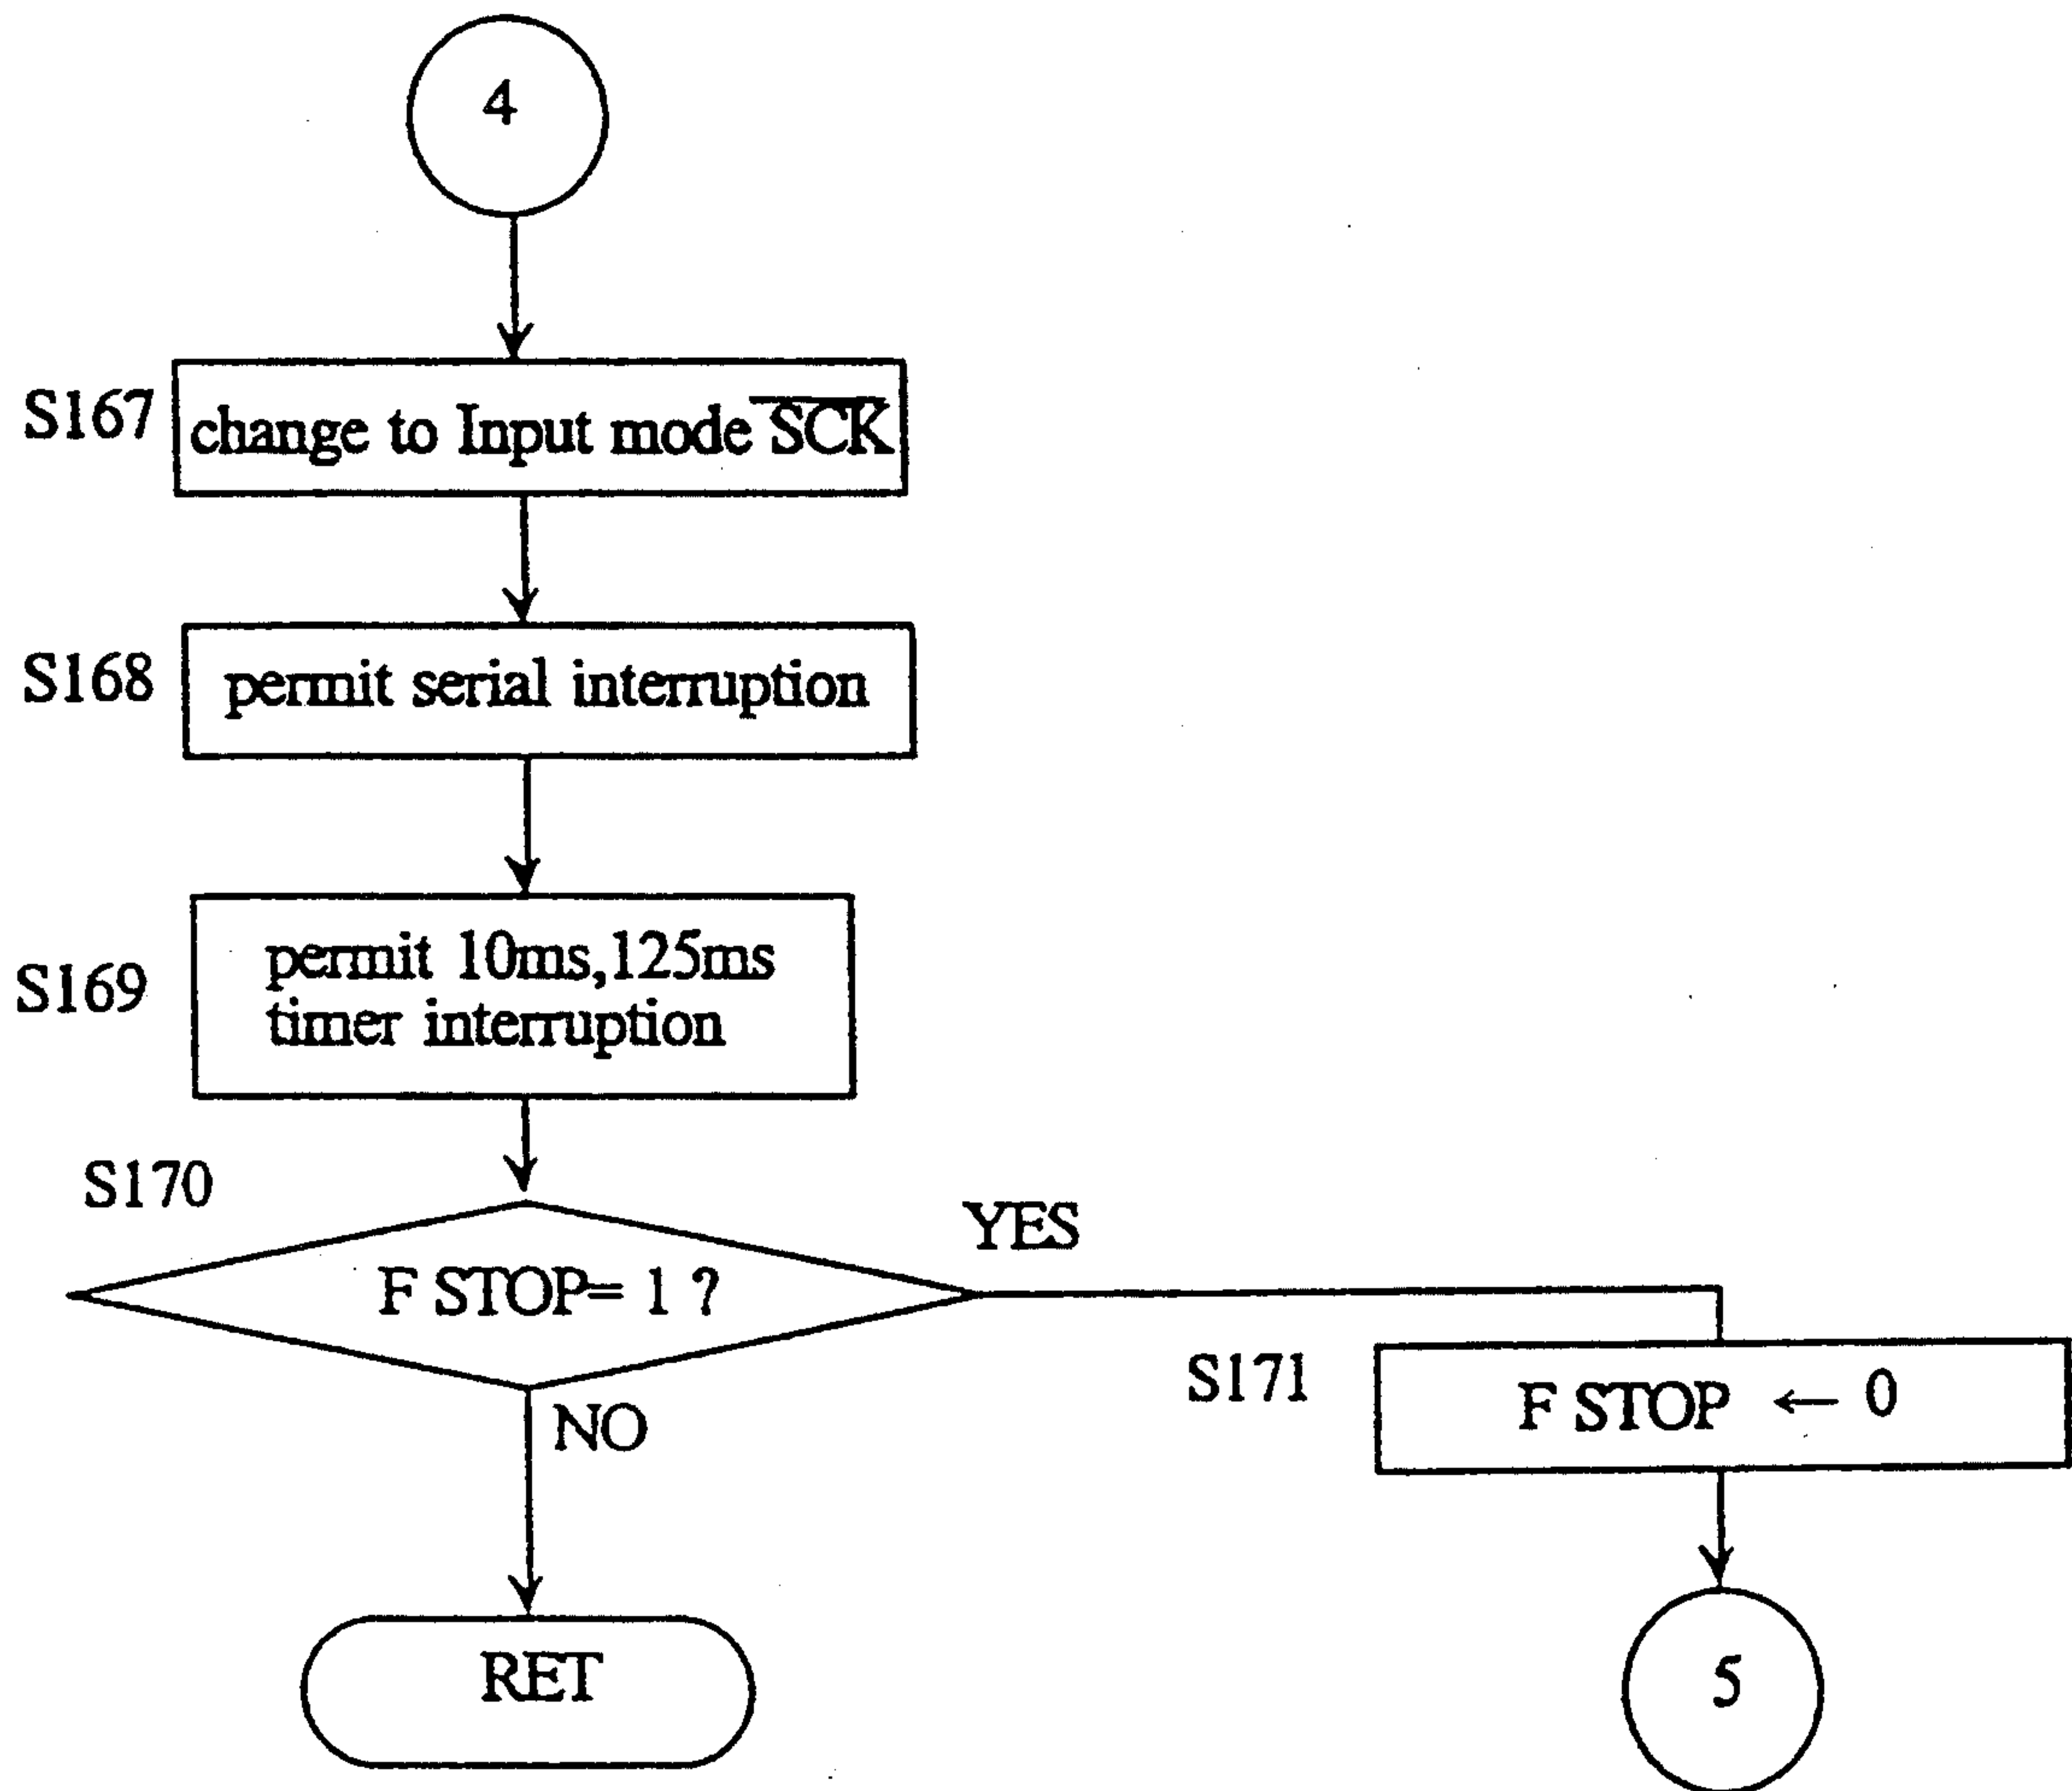 4
S167
change to Input mode S̅C̅K̅
S168
permit serial interruption
S169
permit 10ms,125ms
timer interruption
S170
F STOP= 1 ?
YES
NO
S171
F STOP ← 0
RET
5